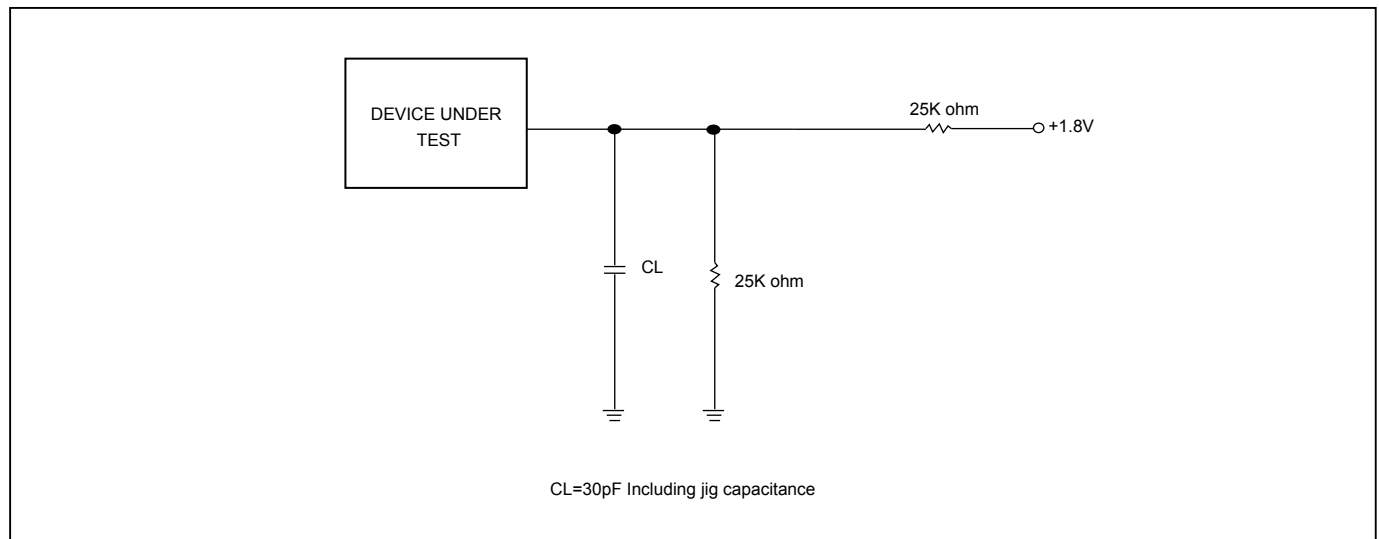 DEVICE UNDER
TEST
25K ohm
+1.8V
CL
25K ohm
CL=30pF Including jig capacitance